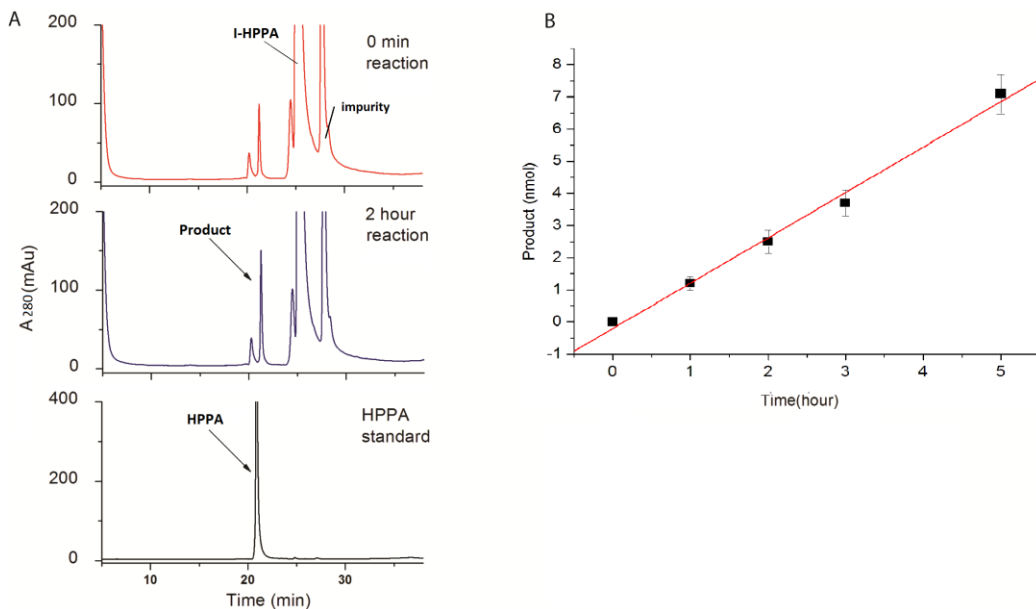 A
200
100
0
I-HPPA
0 min
reaction
impurity
A280(mAu)
200
100
0
Product
2 hour
reaction
400
200
0
HPPA
HPPA
standard
10 20 30
Time (min)
B
Product (nmol)
8
7
6
5
4
3
2
1
0
-1
0 1 2 3 4 5
Time(hour)